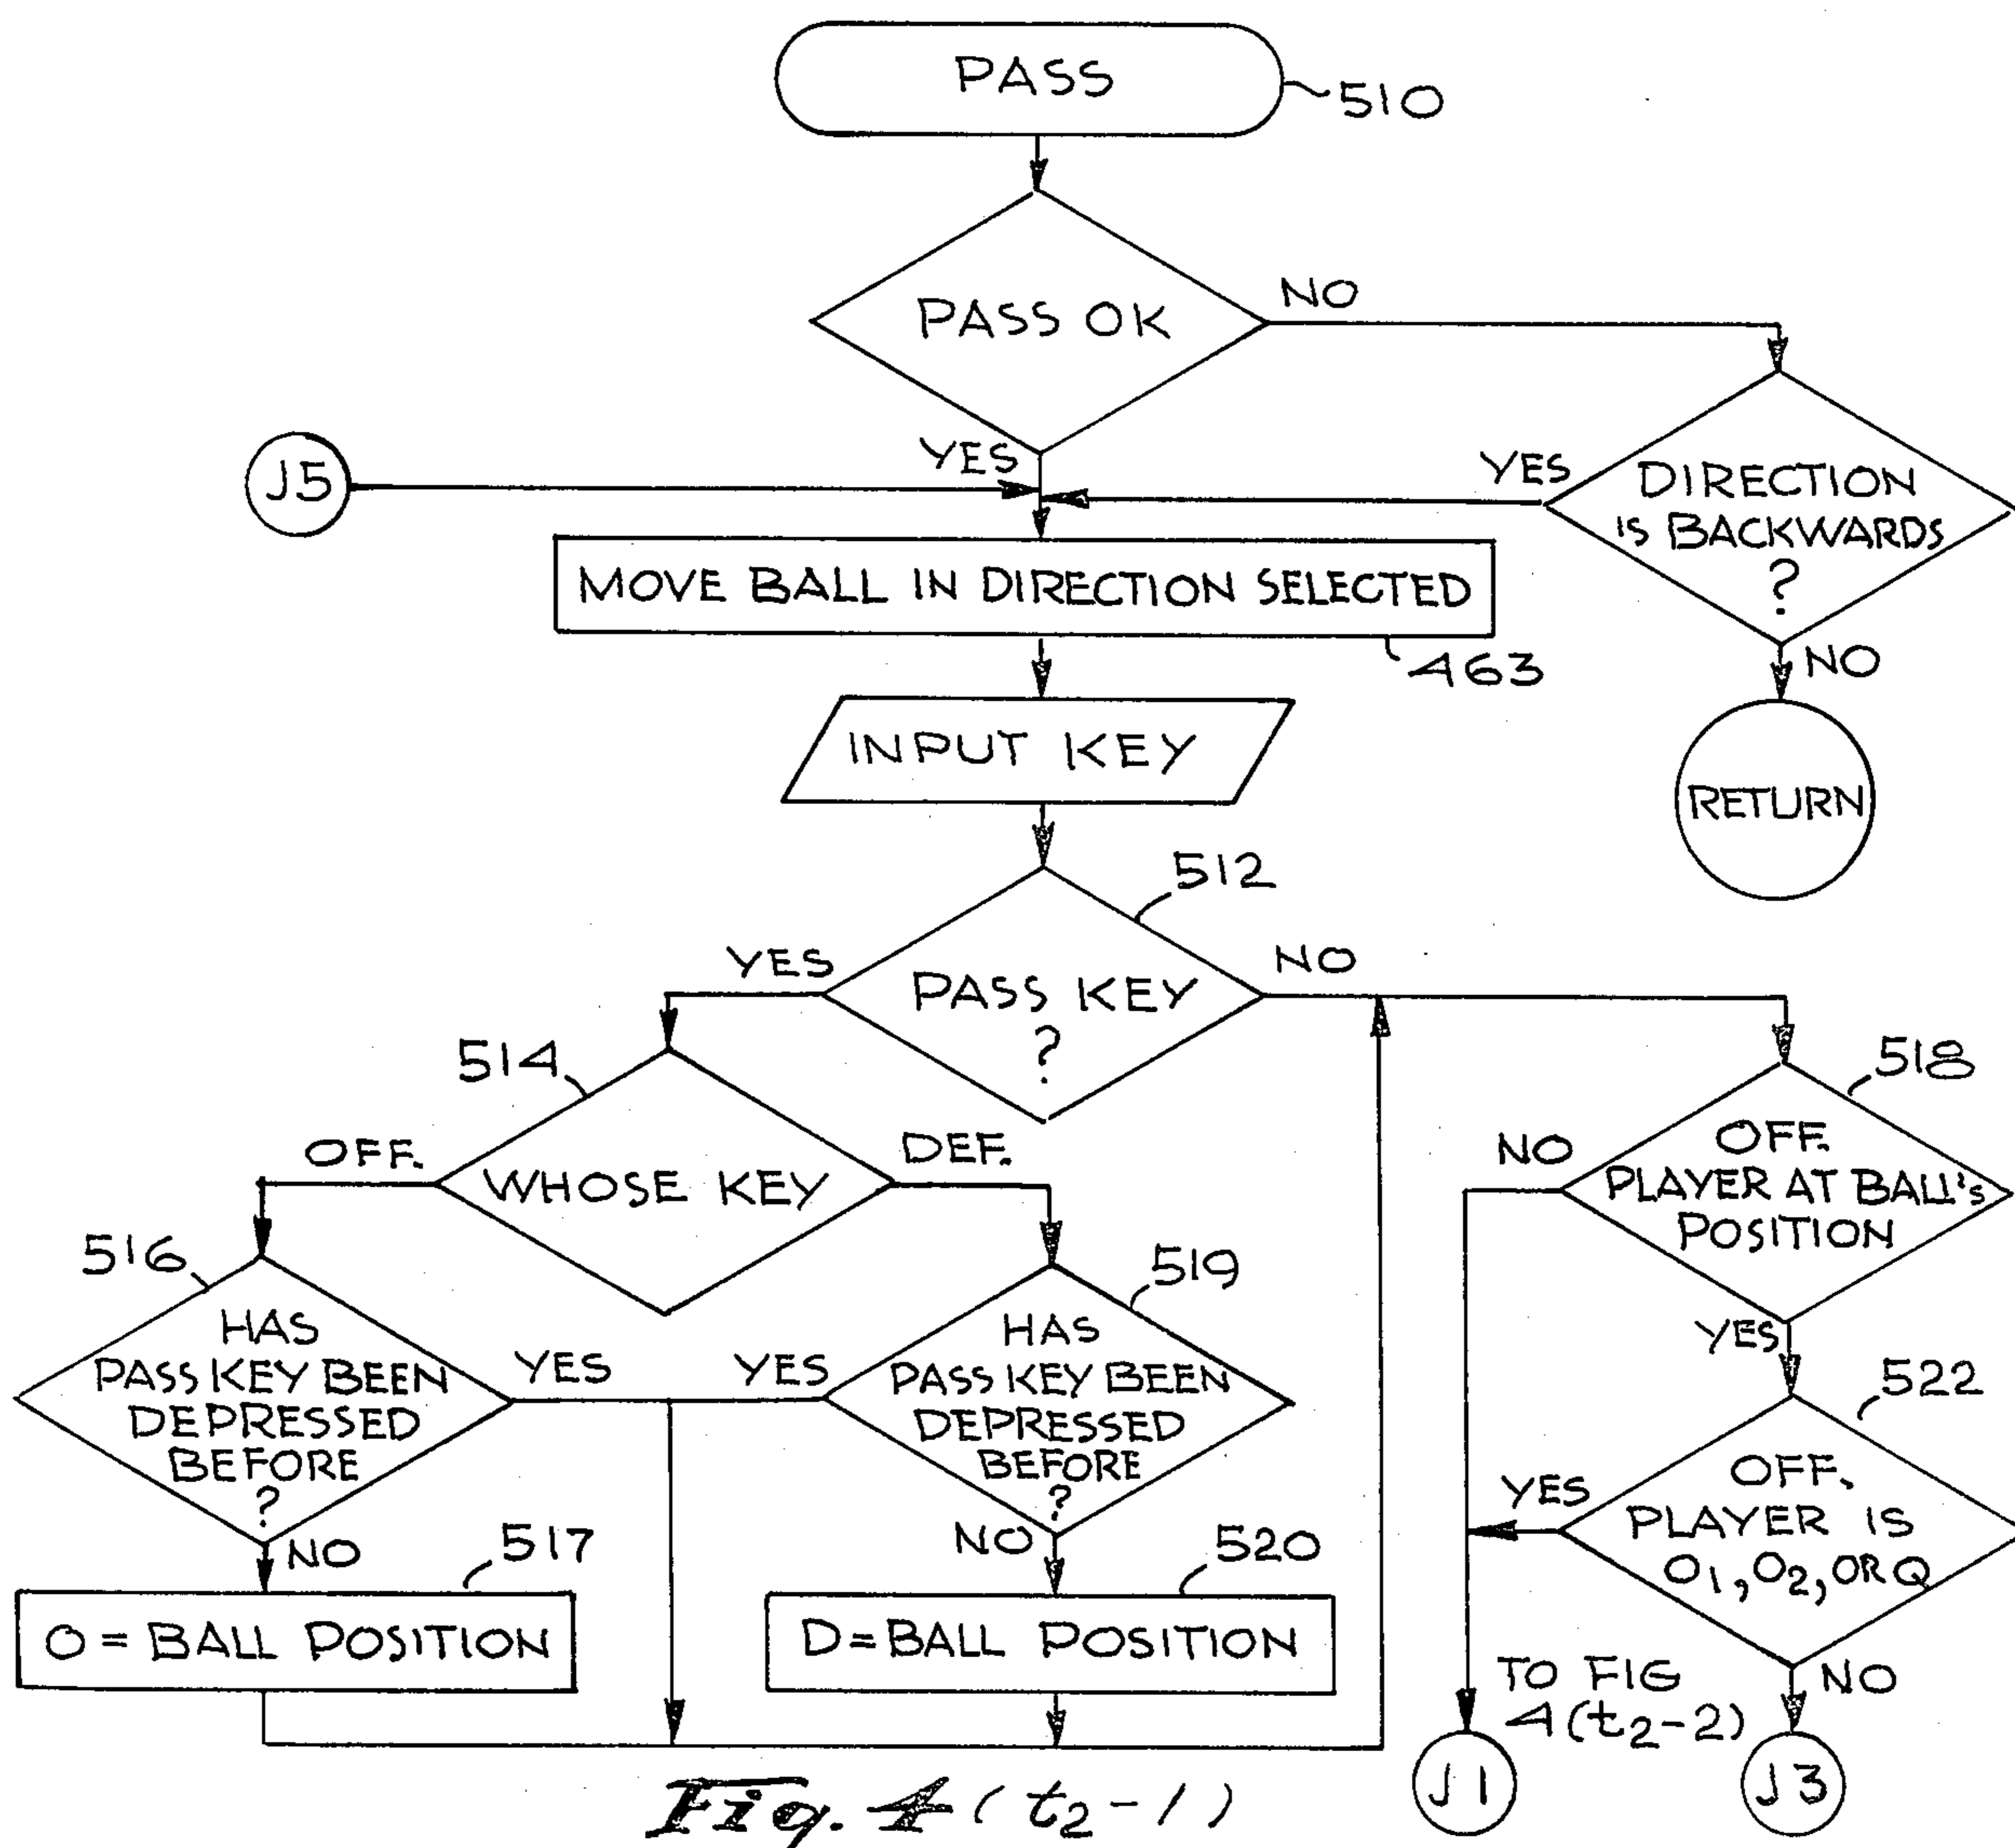 PASS
510
PASS OK
NO
YES
J5
YES
DIRECTION
IS BACKWARDS
?
MOVE BALL IN DIRECTION SELECTED
463
NO
INPUT KEY
RETURN
512
YES
PASS KEY
?
NO
514
518
OFF.
WHOSE KEY
DEF.
NO
OFF.
PLAYER AT BALL'S
POSITION
516
519
YES
HAS
PASS KEY BEEN
DEPRESSED
BEFORE
?
YES
YES
HAS
PASS KEY BEEN
DEPRESSED
BEFORE
?
522
YES
OFF.
PLAYER IS
O1, O2, OR Q
NO
517
NO
520
O = BALL POSITION
D = BALL POSITION
TO FIG
4(t2-2)
NO
J1
J3
Fig. 4 (t2-1)